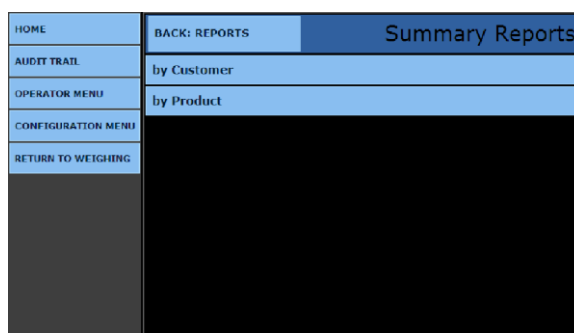 HOME
AUDIT TRAIL
OPERATOR MENU
CONFIGURATION MENU
RETURN TO WEIGHING
BACK: REPORTS
Summary Reports
by Customer
by Product